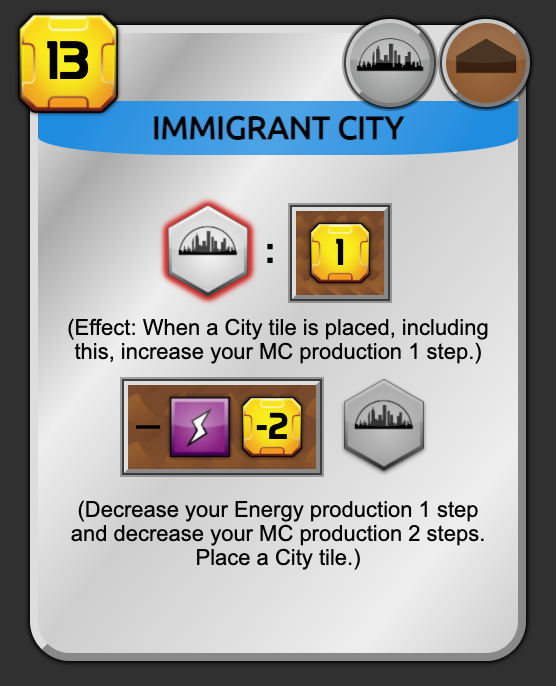 13
IMMIGRANT CITY
: 1
(Effect: When a City tile is placed, including
this, increase your MC production 1 step.)
– -2
(Decrease your Energy production 1 step
and decrease your MC production 2 steps.
Place a City tile.)